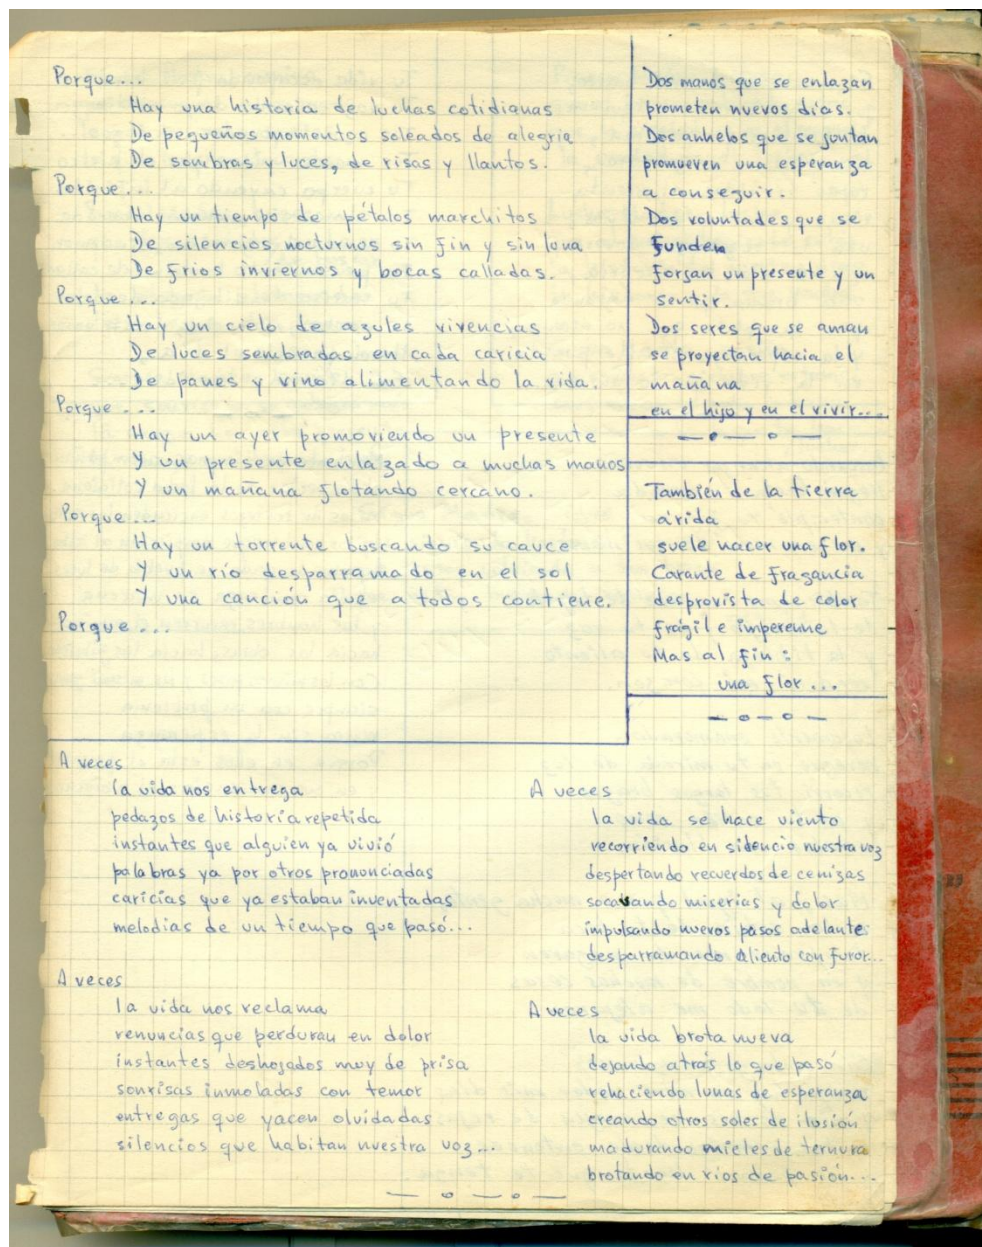 Porque...
Hay una historia de luchas cotidianas
De pequeños momentos soleados de alegria
De sombras y luces, de risas y llantos.
Porque...
Hay un tiempo de pétalos marchitos
De silencios nocturnos sin fin y sin luna
De frios inviernos y bocas calladas.
Porque...
Hay un cielo de azules vivencias
De luces sembradas en cada caricia
De panes y vino alimentando la vida.
Porque...
Hay un ayer promoviendo un presente
Y un presente enlazado a muchas manos
Y un mañana flotando cercano.
Porque...
Hay un torrente buscando su cauce
Y un río desparramado en el sol
Y una canción que a todos contiene.
Porque...
Dos manos que se enlazan
prometen nuevos días.
Dos anhelos que se juntan
promueven una esperanza
a conseguir.
Dos voluntades que se
funden
forjan un presente y un
sentir.
Dos seres que se aman
se proyectan hacia el
mañana
en el hijo y en el vivir...
También de la tierra
árida
suele nacer una flor.
Carante de fragancia
desprovista de color
frágil e imperenne
Mas al fin:
una flor...
A veces
la vida nos entrega
pedazos de historia repetida
instantes que alguien ya vivió
palabras ya por otros pronunciadas
caricias que ya estaban inventadas
melodias de un tiempo que pasó...
A veces
la vida nos reclama
renuncias que perduran en dolor
instantes deshojados muy de prisa
sonrisas inmoladas con temor
entregas que yacen olvidadas
silencios que habitan nuestra voz...
A veces
la vida se hace viento
recorriendo en silencio nuestra voz
despertando recuerdos de cenizas
socavando miserias y dolor
impulsando nuevos pasos adelante
desparramando aliento con furor...
A veces
la vida brota nueva
dejando atrás lo que pasó
rehaciendo lunas de esperanza
creando otros soles de ilusión
madurando mieles de ternura
brotando en ríos de pasión...